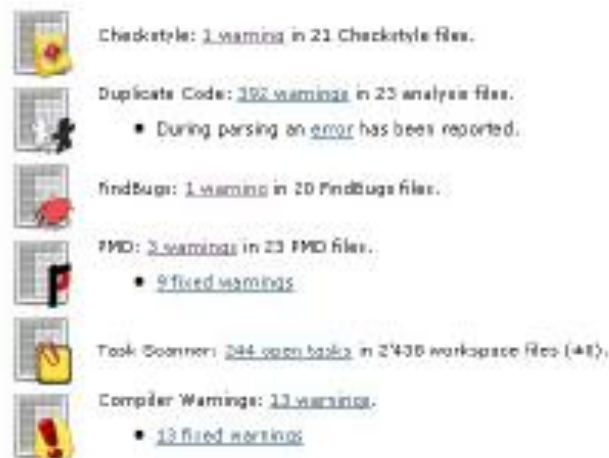 Checkstyle: 1 warning in 21 Checkstyle files.
Duplicate Code: 392 warnings in 23 analysis files.
• During parsing an error has been reported.
FindBugs: 1 warning in 20 FindBugs files.
PMD: 3 warnings in 23 PMD files.
• 9 fixed warnings
Task Scanner: 244 open tasks in 2'438 workspace files
Compiler Warnings: 13 warnings.
• 13 fixed warnings